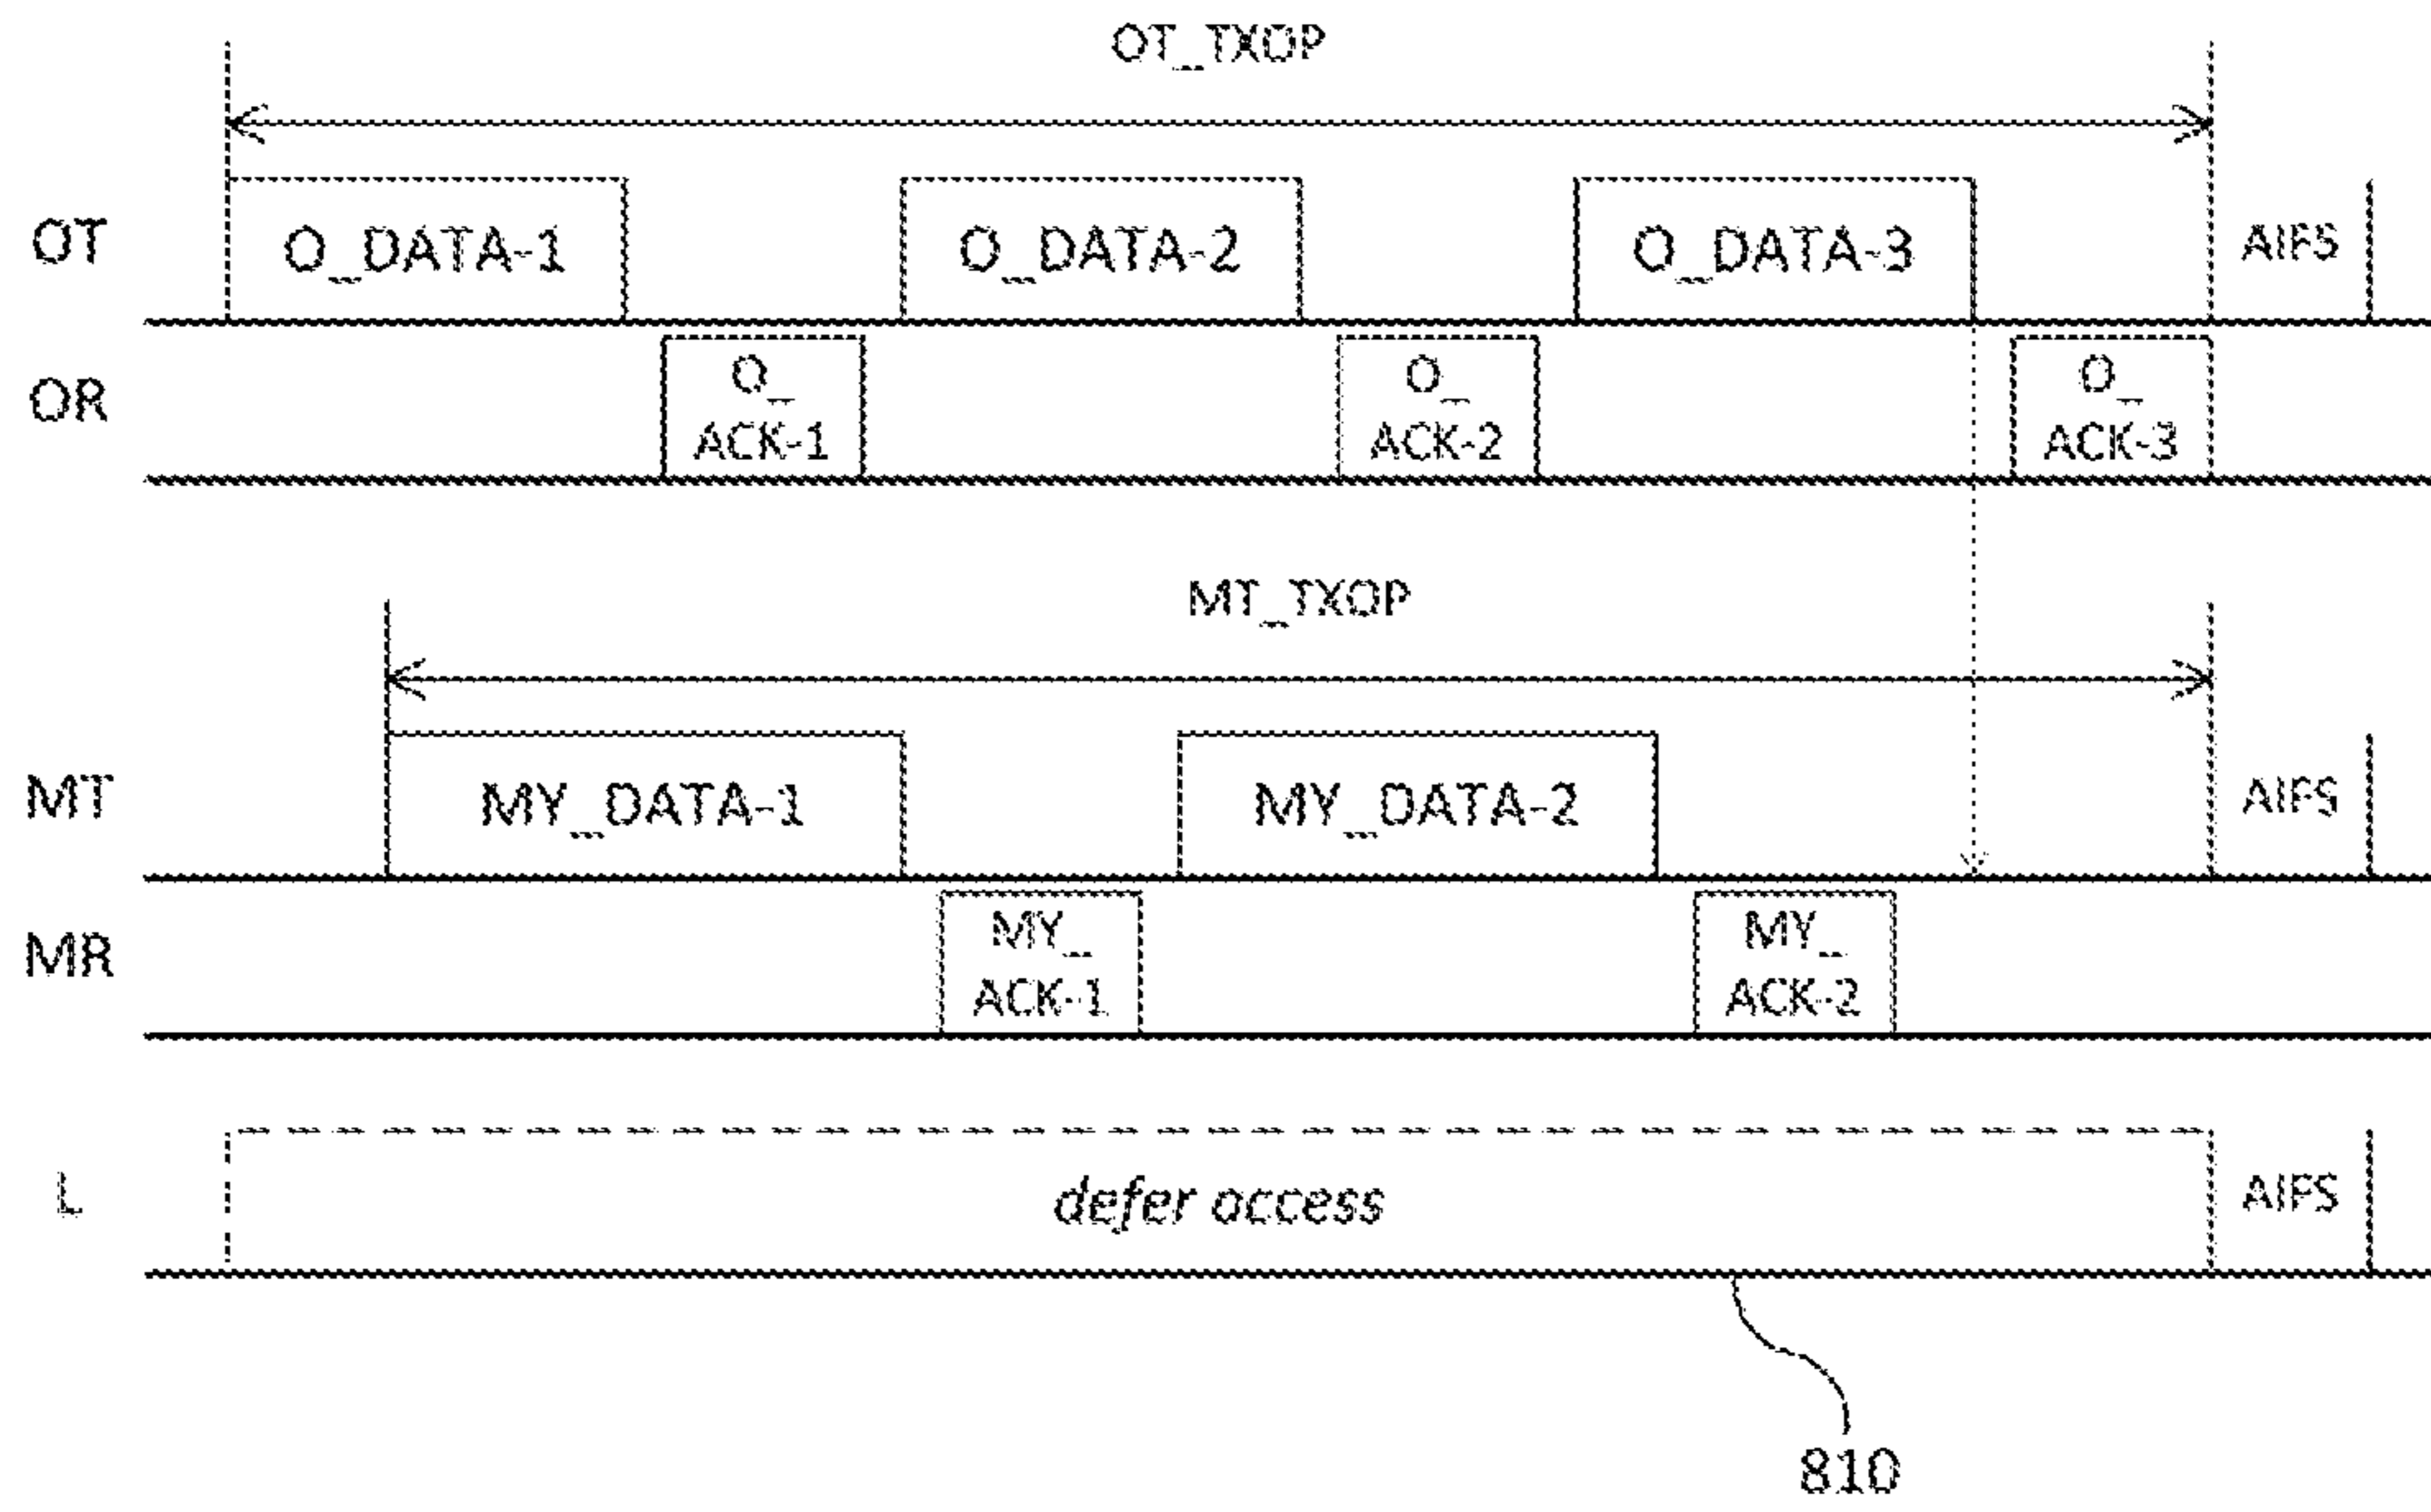 OT_TXOP
OT
O_DATA-1
O_DATA-2
O_DATA-3
AIFS
OR
O_
ACK-1
O_
ACK-2
O_
ACK-3
MT_TXOP
MT
MY_DATA-1
MY_DATA-2
AIFS
MR
MY_
ACK-1
MY_
ACK-2
L
defer access
AIFS
810